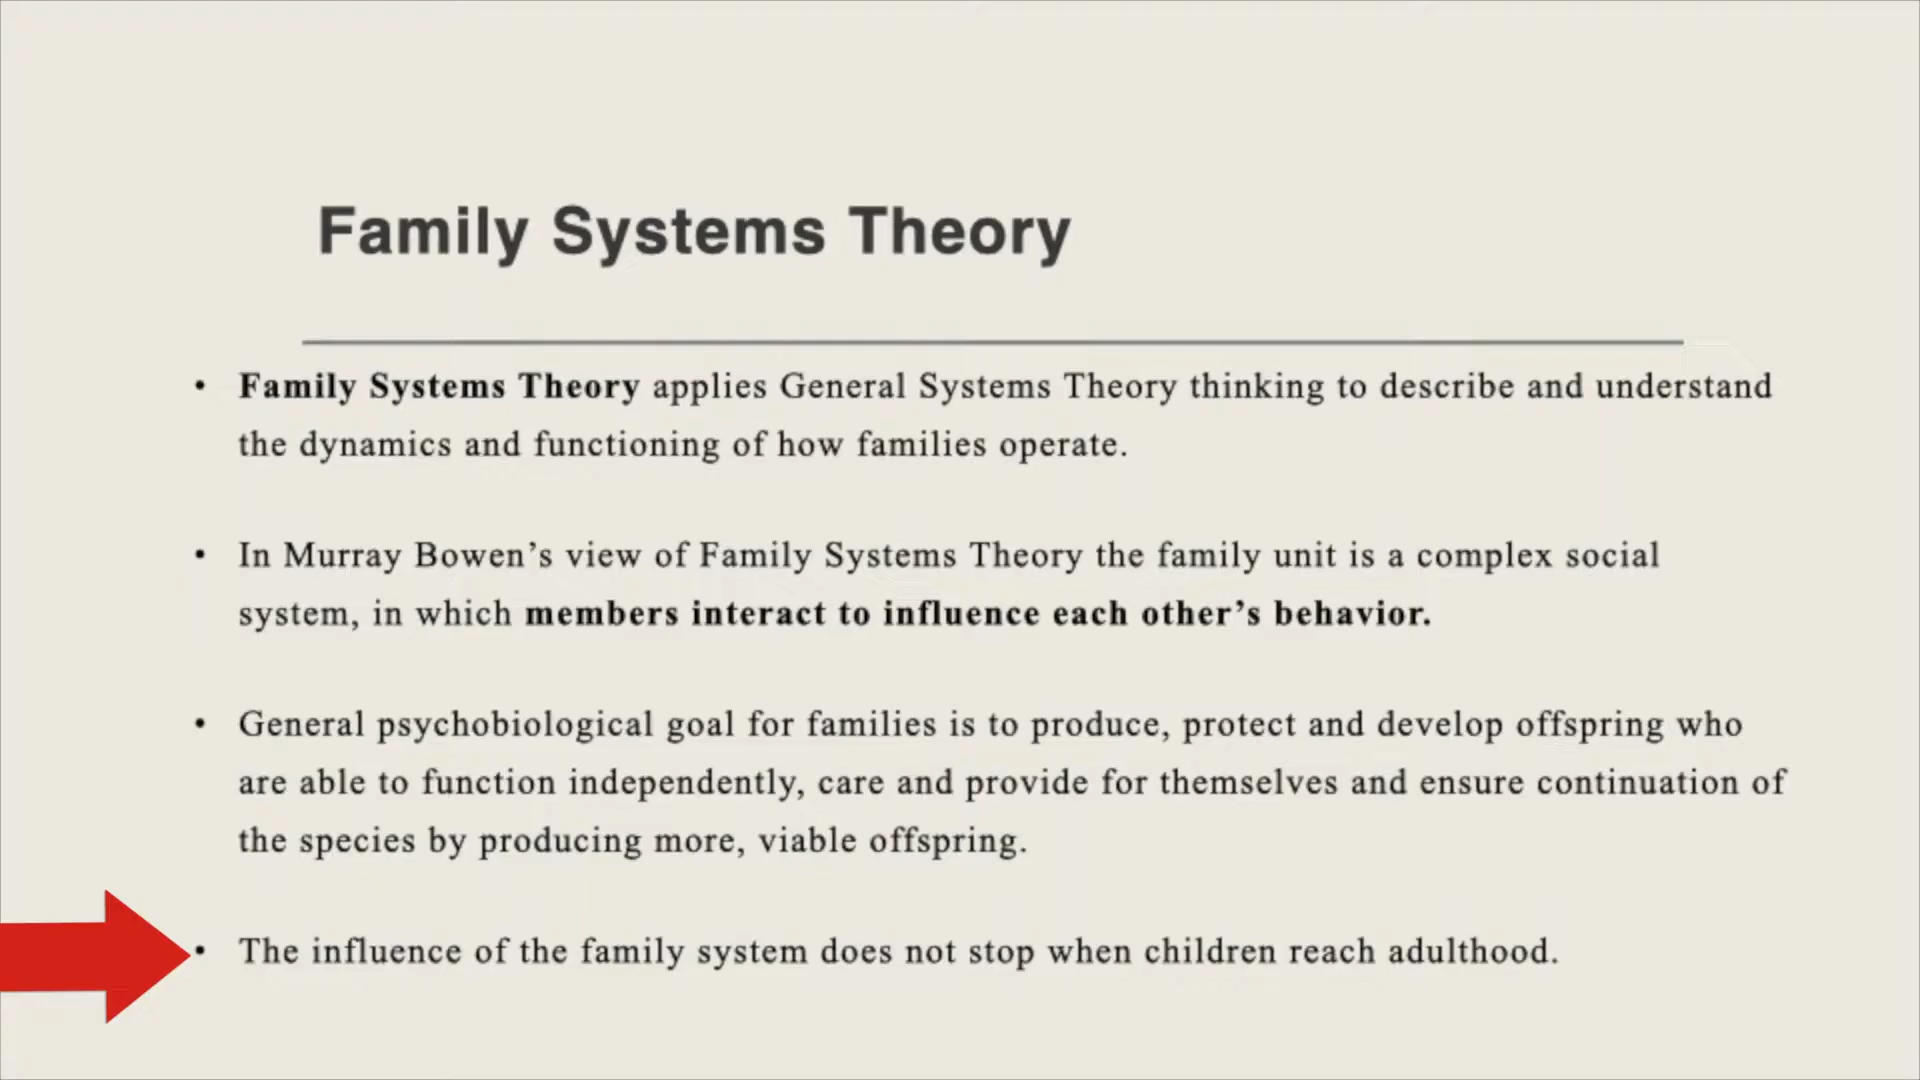 Family Systems Theory
• Family Systems Theory applies General Systems Theory thinking to describe and understand
the dynamics and functioning of how families operate.
• In Murray Bowen’s view of Family Systems Theory the family unit is a complex social
system, in which members interact to influence each other’s behavior.
• General psychobiological goal for families is to produce, protect and develop offspring who
are able to function independently, care and provide for themselves and ensure continuation of
the species by producing more, viable offspring.
• The influence of the family system does not stop when children reach adulthood.